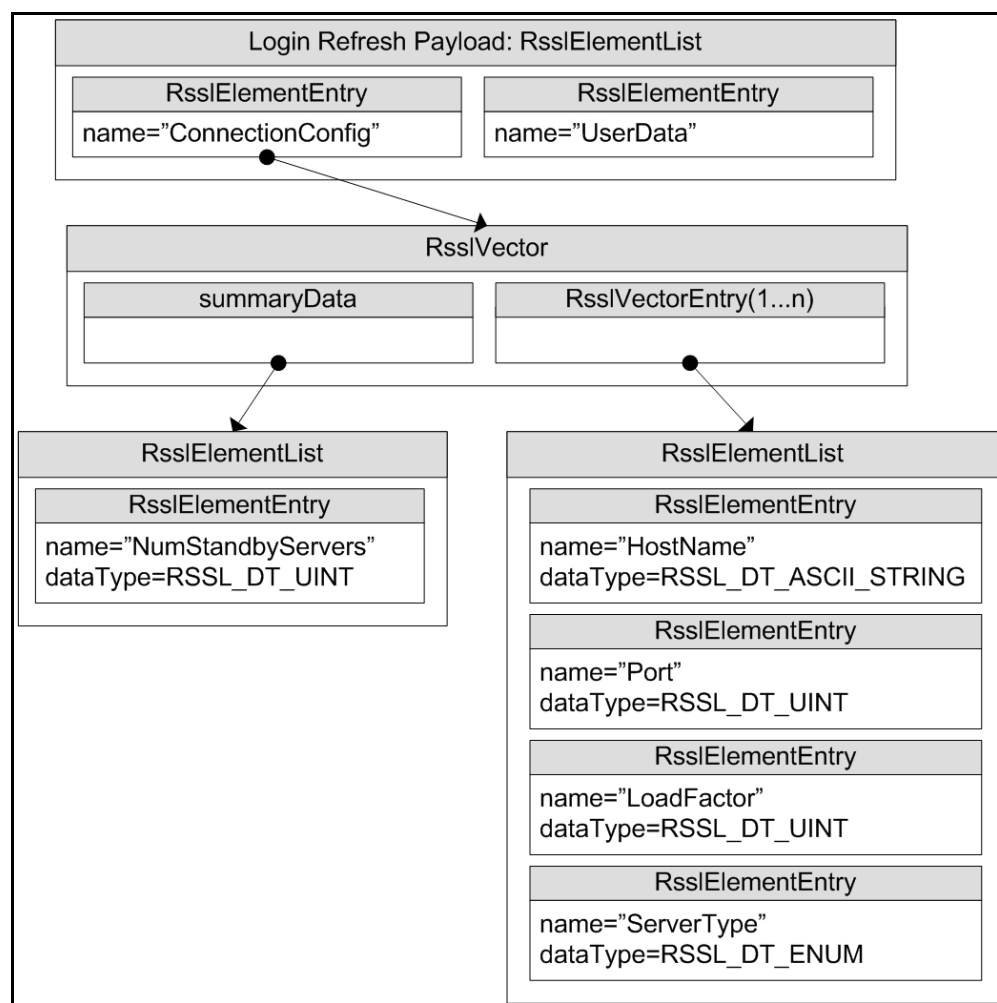 Login Refresh Payload: RsslElementList
RsslElementEntry
name=”ConnectionConfig”
RsslElementEntry
name=”UserData”
RsslVector
summaryData
RsslVectorEntry(1...n)
RsslElementList
RsslElementEntry
name=”NumStandbyServers”
dataType=RSSL_DT_UINT
RsslElementList
RsslElementEntry
name=”HostName”
dataType=RSSL_DT_ASCII_STRING
RsslElementEntry
name=”Port”
dataType=RSSL_DT_UINT
RsslElementEntry
name=”LoadFactor”
dataType=RSSL_DT_UINT
RsslElementEntry
name=”ServerType”
dataType=RSSL_DT_ENUM